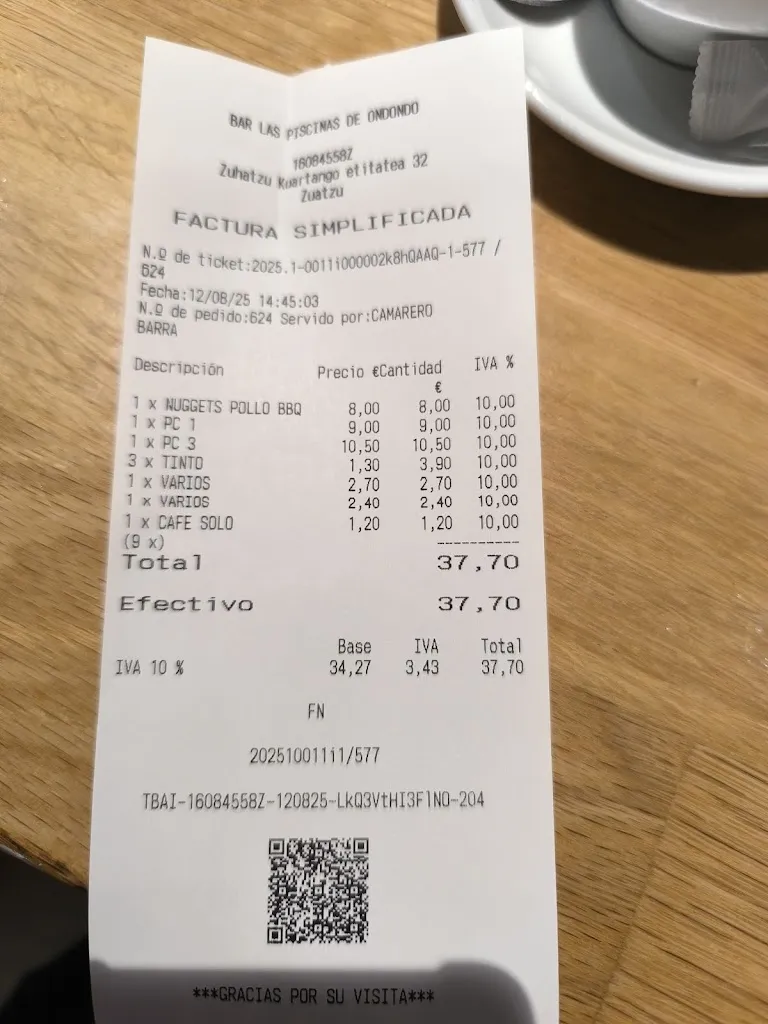 BAR LAS PISCINAS DE ONDONDO
16084558Z
Zuhatzu Kuartango etitatea 32
Zuatzu
FACTURA SIMPLIFICADA
N.º de ticket:2025.1-0011i000002k8hQAAQ-1-577 /
624
Fecha:12/08/25 14:45:03
N.º de pedido:624 Servido por:CAMARERO
BARRA
Descripción Precio €Cantidad IVA %
€
1 x NUGGETS POLLO BBQ 8,00 8,00 10,00
1 x PC 1 9,00 9,00 10,00
1 x PC 3 10,50 10,50 10,00
3 x TINTO 1,30 3,90 10,00
1 x VARIOS 2,70 2,70 10,00
1 x VARIOS 2,40 2,40 10,00
1 x CAFE SOLO 1,20 1,20 10,00
(9 x) ----------
Total 37,70
Efectivo 37,70
Base IVA Total
IVA 10 % 34,27 3,43 37,70
FN
202510011i1/577
TBAI-16084558Z-120825-LkQ3VtHI3FlNO-204
***GRACIAS POR SU VISITA***